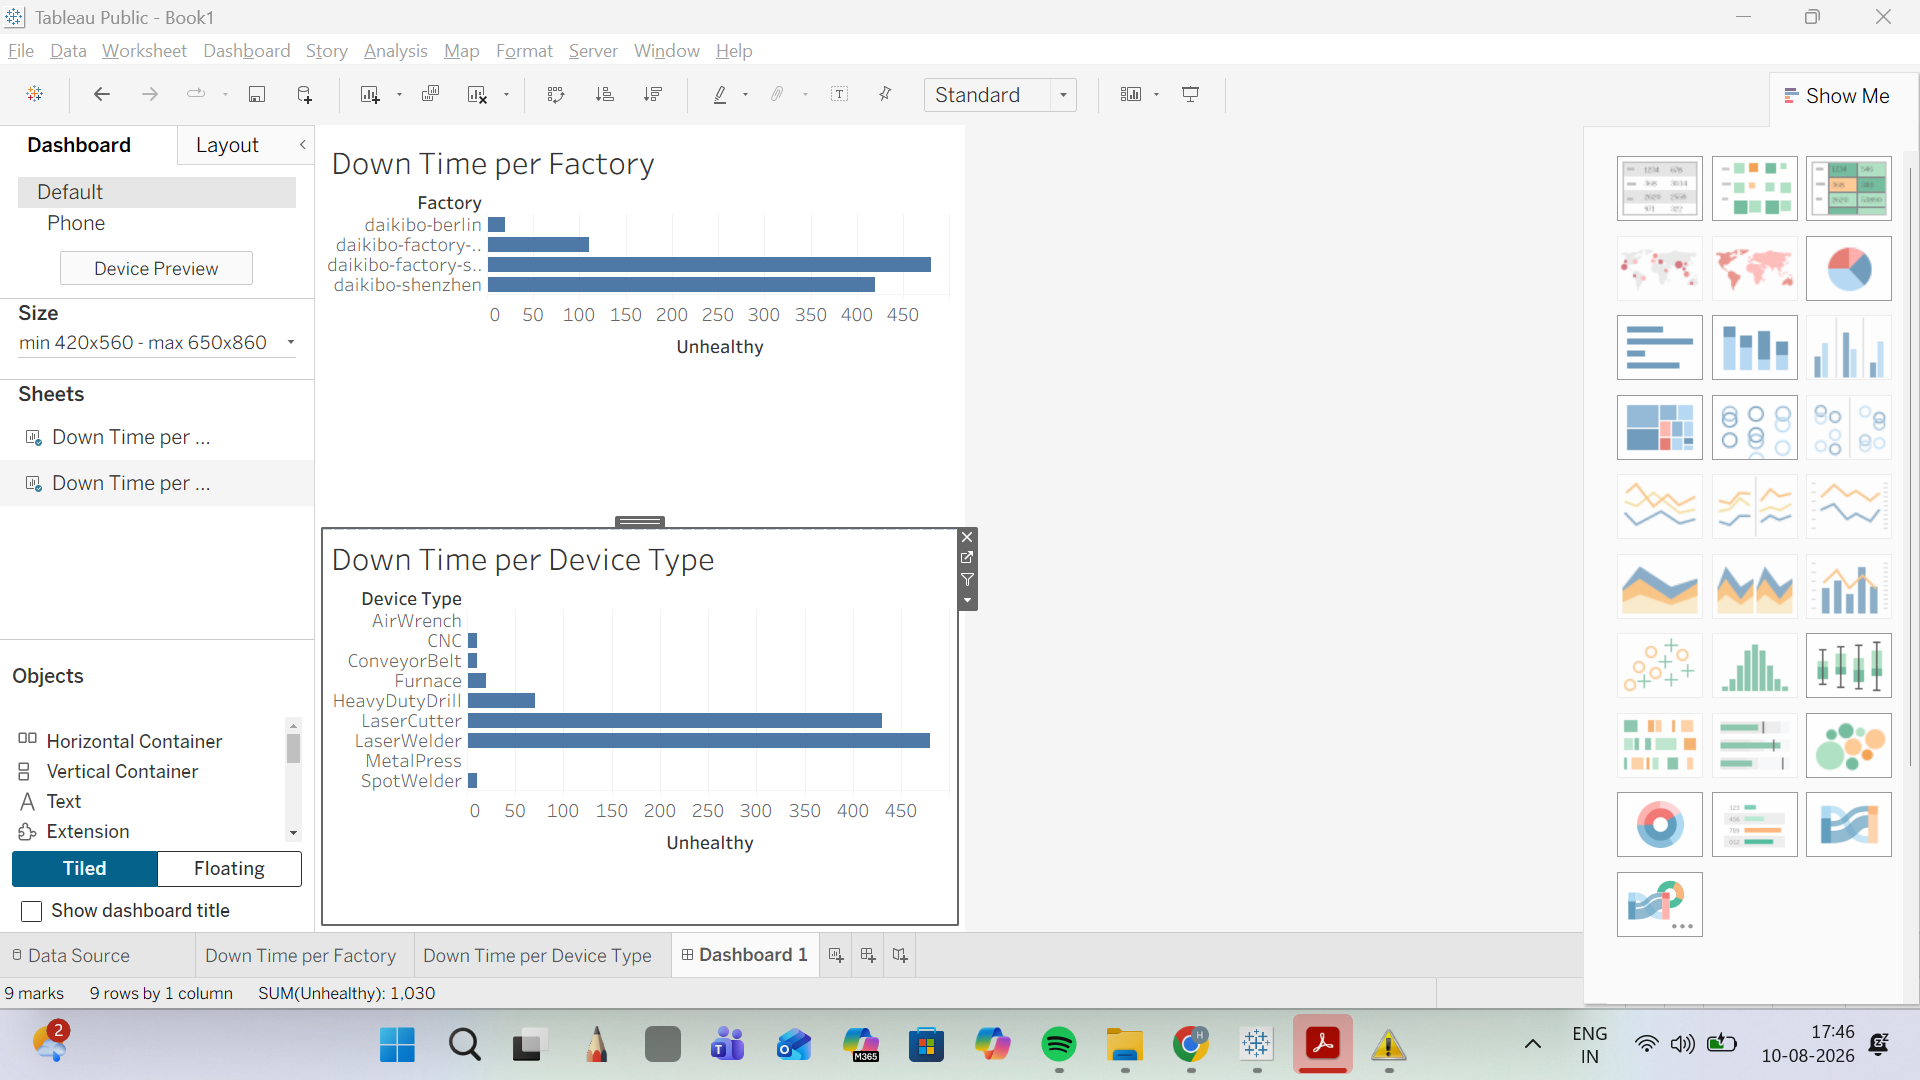 Tableau Public - Book1
File Data Worksheet Dashboard Story Analysis Map Format Server Window Help
Standard
Show Me
Dashboard
Layout
Default
Phone
Device Preview
Size
min 420x560 - max 650x860
Sheets
Down Time per ...
Down Time per ...
Objects
Horizontal Container
Vertical Container
Text
Extension
Tiled
Floating
Show dashboard title
Down Time per Factory
Factory
daikibo-berlin
daikibo-factory-..
daikibo-factory-s..
daikibo-shenzhen
0 50 100 150 200 250 300 350 400 450
Unhealthy
Down Time per Device Type
Device Type
AirWrench
CNC
ConveyorBelt
Furnace
HeavyDutyDrill
LaserCutter
LaserWelder
MetalPress
SpotWelder
0 50 100 150 200 250 300 350 400 450
Unhealthy
Data Source
Down Time per Factory
Down Time per Device Type
Dashboard 1
9 marks 9 rows by 1 column SUM(Unhealthy): 1,030
2
M365
ENG
IN
17:46
10-08-2026